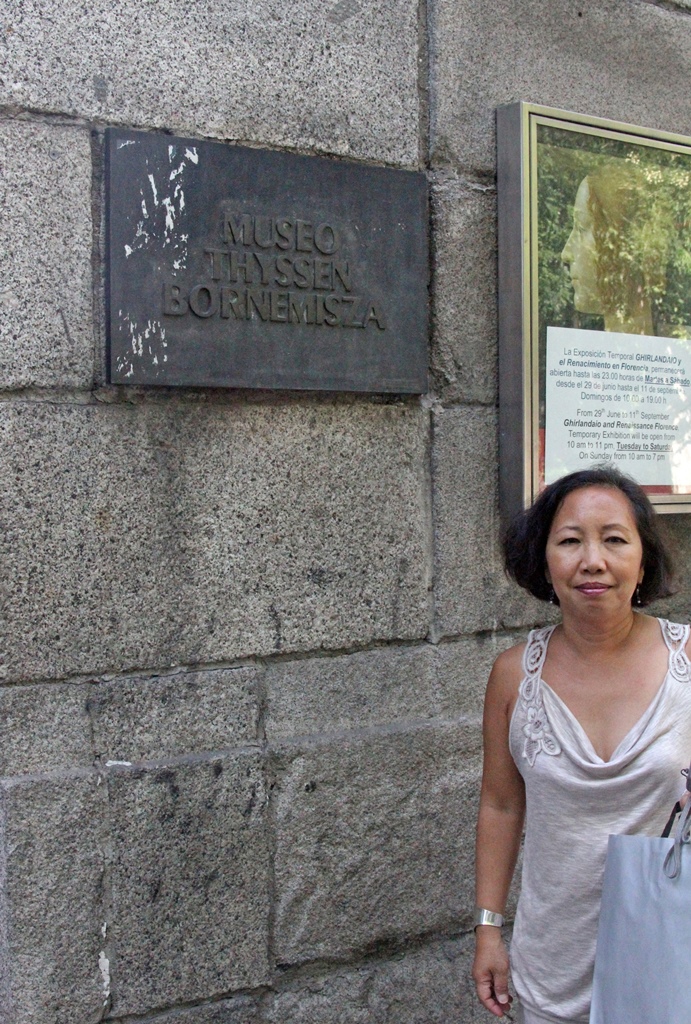 MUSEO
THYSSEN
BORNEMISZA
La Exposición Temporal GHIRLANDAIO y
el Renacimiento en Florencia, permanecerá
abierta hasta las 23.00 horas de Martes a Sábado
desde el 29 de junio hasta el 11 de septiembre
Domingos de 10.00 a 19.00 h
From 29th June to 11th September
Ghirlandaio and Renaissance Florence
Temporary Exhibition will be open from
10 am to 11 pm, Tuesday to Saturday
On Sunday from 10 am to 7 pm